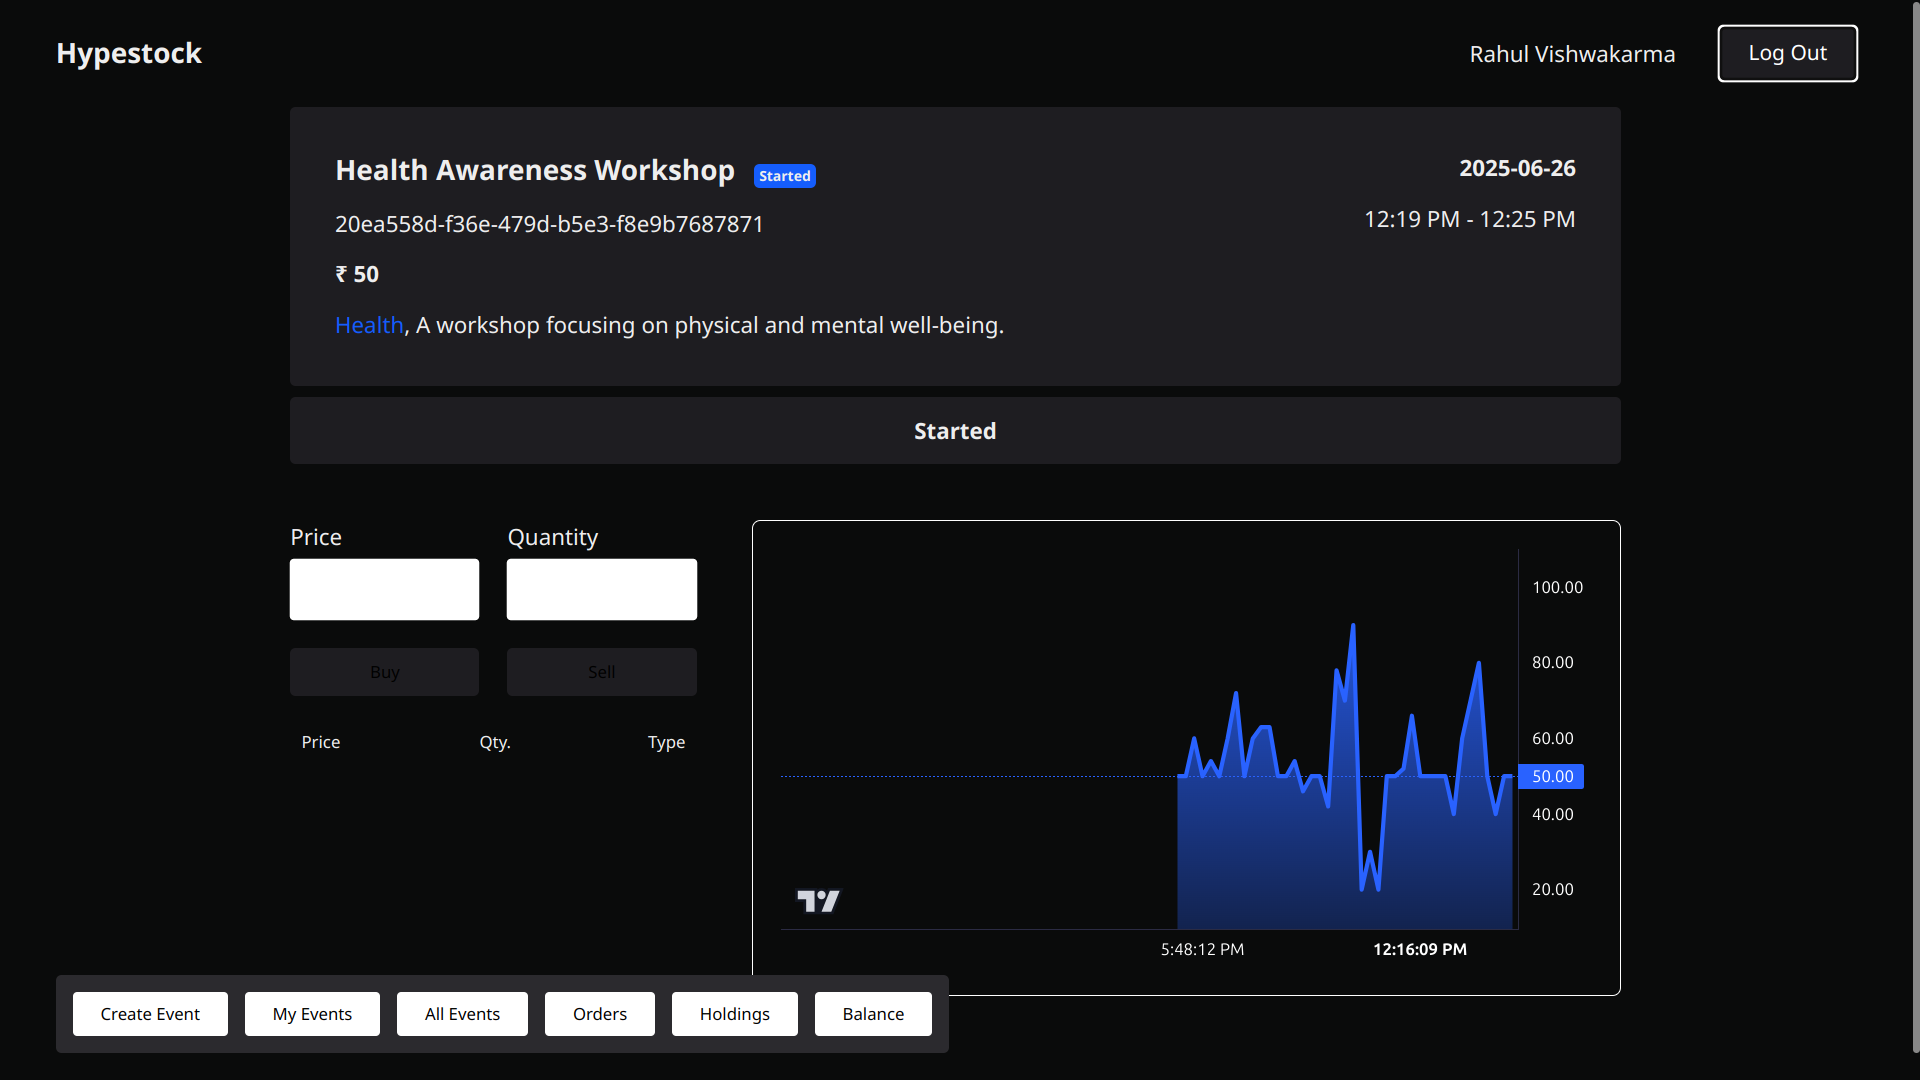 Hypestock
Rahul Vishwakarma
Log Out
Health Awareness Workshop
Started
2025-06-26
20ea558d-f36e-479d-b5e3-f8e9b7687871
12:19 PM - 12:25 PM
₹ 50
Health, A workshop focusing on physical and mental well-being.
Started
Price
Quantity
Buy
Sell
Price Qty. Type
100.00
80.00
60.00
50.00
40.00
20.00
5:48:12 PM
12:16:09 PM
Create Event
My Events
All Events
Orders
Holdings
Balance